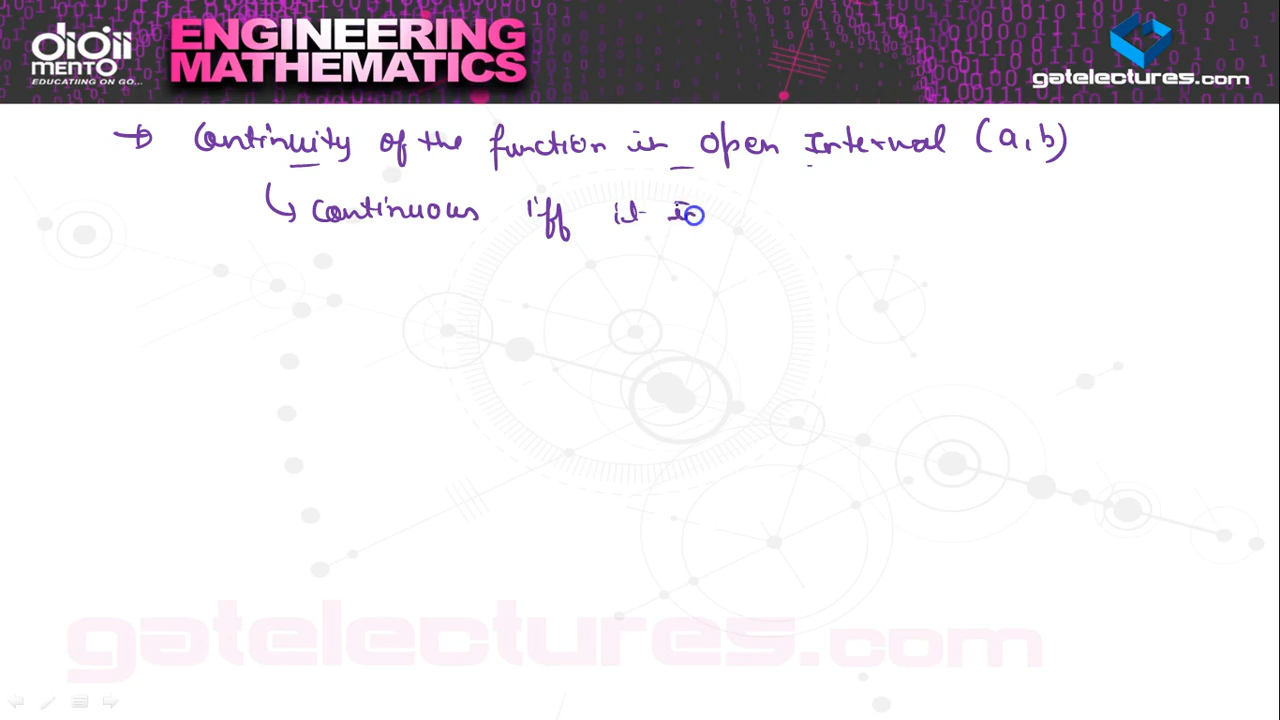 digii
MENTO
EDUCATIING ON GO...
ENGINEERING
MATHEMATICS
gatelectures.com
Continuity of the function in open Interval (a,b)
continuous iff it is
gatelectures.com